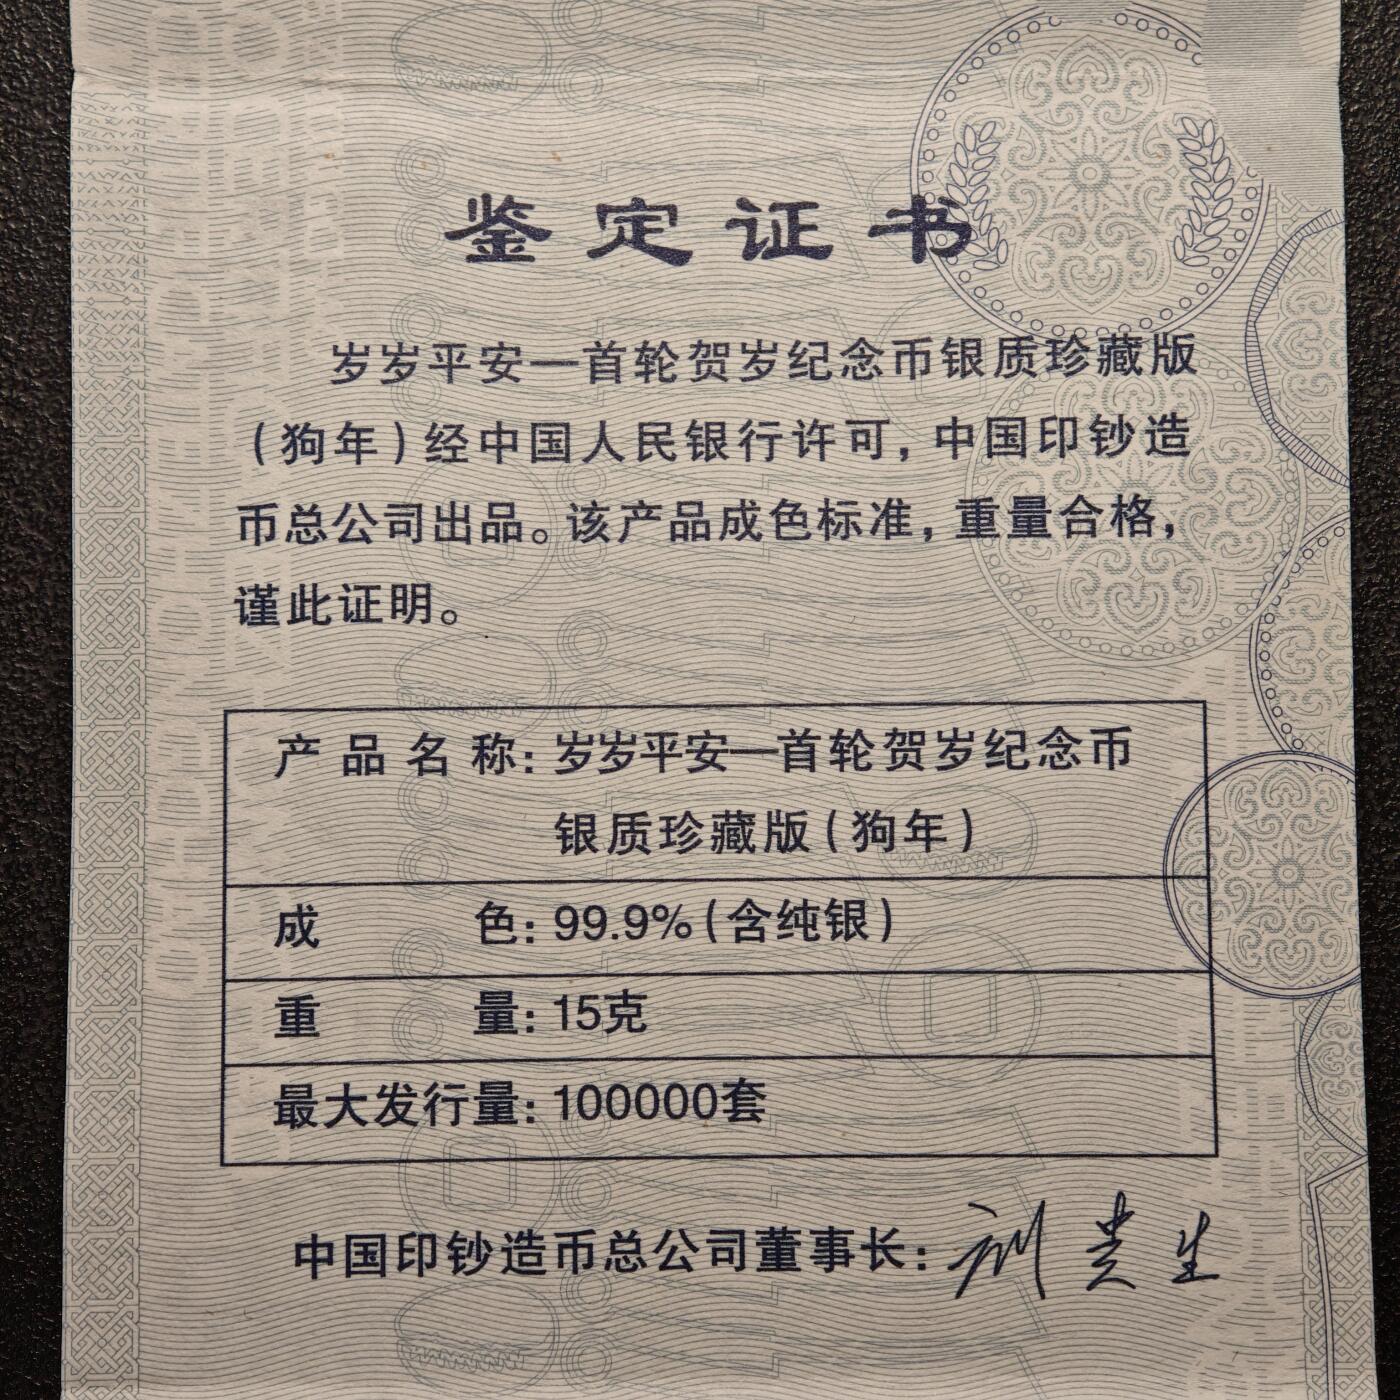 鉴定证书
岁岁平安—首轮贺岁纪念币银质珍藏版
(狗年)经中国人民银行许可,中国印钞造
币总公司出品。该产品成色标准,重量合格,
谨此证明。
产品名称:岁岁平安—首轮贺岁纪念币
银质珍藏版(狗年)
成色:99.9%(含纯银)
重量:15克
最大发行量:100000套
中国印钞造币总公司董事长:刘贵生